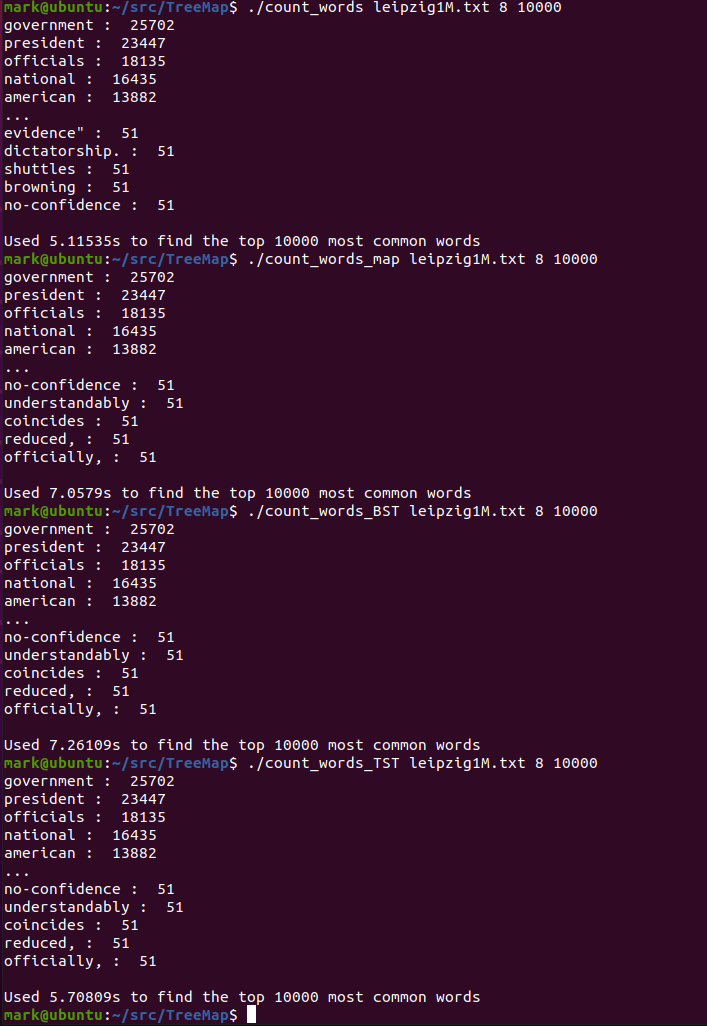 mark@ubuntu:~/src/TreeMap$ ./count_words leipzig1M.txt 8 10000
government :  25702
president :  23447
officials :  18135
national :  16435
american :  13882
...
evidence" :  51
dictatorship. :  51
shuttles :  51
browning :  51
no-confidence :  51

Used 5.11535s to find the top 10000 most common words
mark@ubuntu:~/src/TreeMap$ ./count_words_map leipzig1M.txt 8 10000
government :  25702
president :  23447
officials :  18135
national :  16435
american :  13882
...
no-confidence :  51
understandably :  51
coincides :  51
reduced, :  51
officially, :  51

Used 7.0579s to find the top 10000 most common words
mark@ubuntu:~/src/TreeMap$ ./count_words_BST leipzig1M.txt 8 10000
government :  25702
president :  23447
officials :  18135
national :  16435
american :  13882
...
no-confidence :  51
understandably :  51
coincides :  51
reduced, :  51
officially, :  51

Used 7.26109s to find the top 10000 most common words
mark@ubuntu:~/src/TreeMap$ ./count_words_TST leipzig1M.txt 8 10000
government :  25702
president :  23447
officials :  18135
national :  16435
american :  13882
...
no-confidence :  51
understandably :  51
coincides :  51
reduced, :  51
officially, :  51

Used 5.70809s to find the top 10000 most common words
mark@ubuntu:~/src/TreeMap$